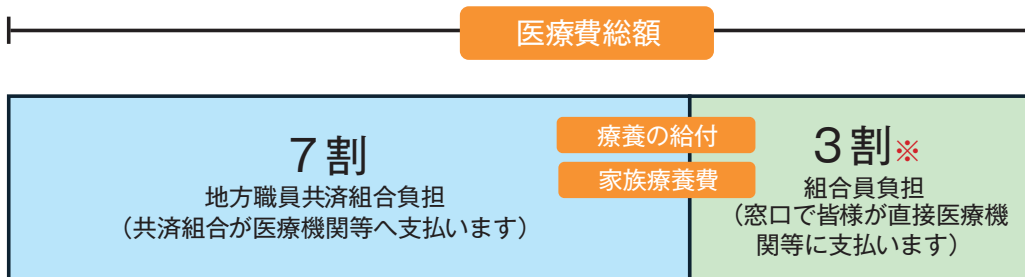 医療費総額
7割
地方職員共済組合負担
（共済組合が医療機関等へ支払います）
療養の給付
家族療養費
3割※
組合員負担
（窓口で皆様が直接医療機
関等に支払います）